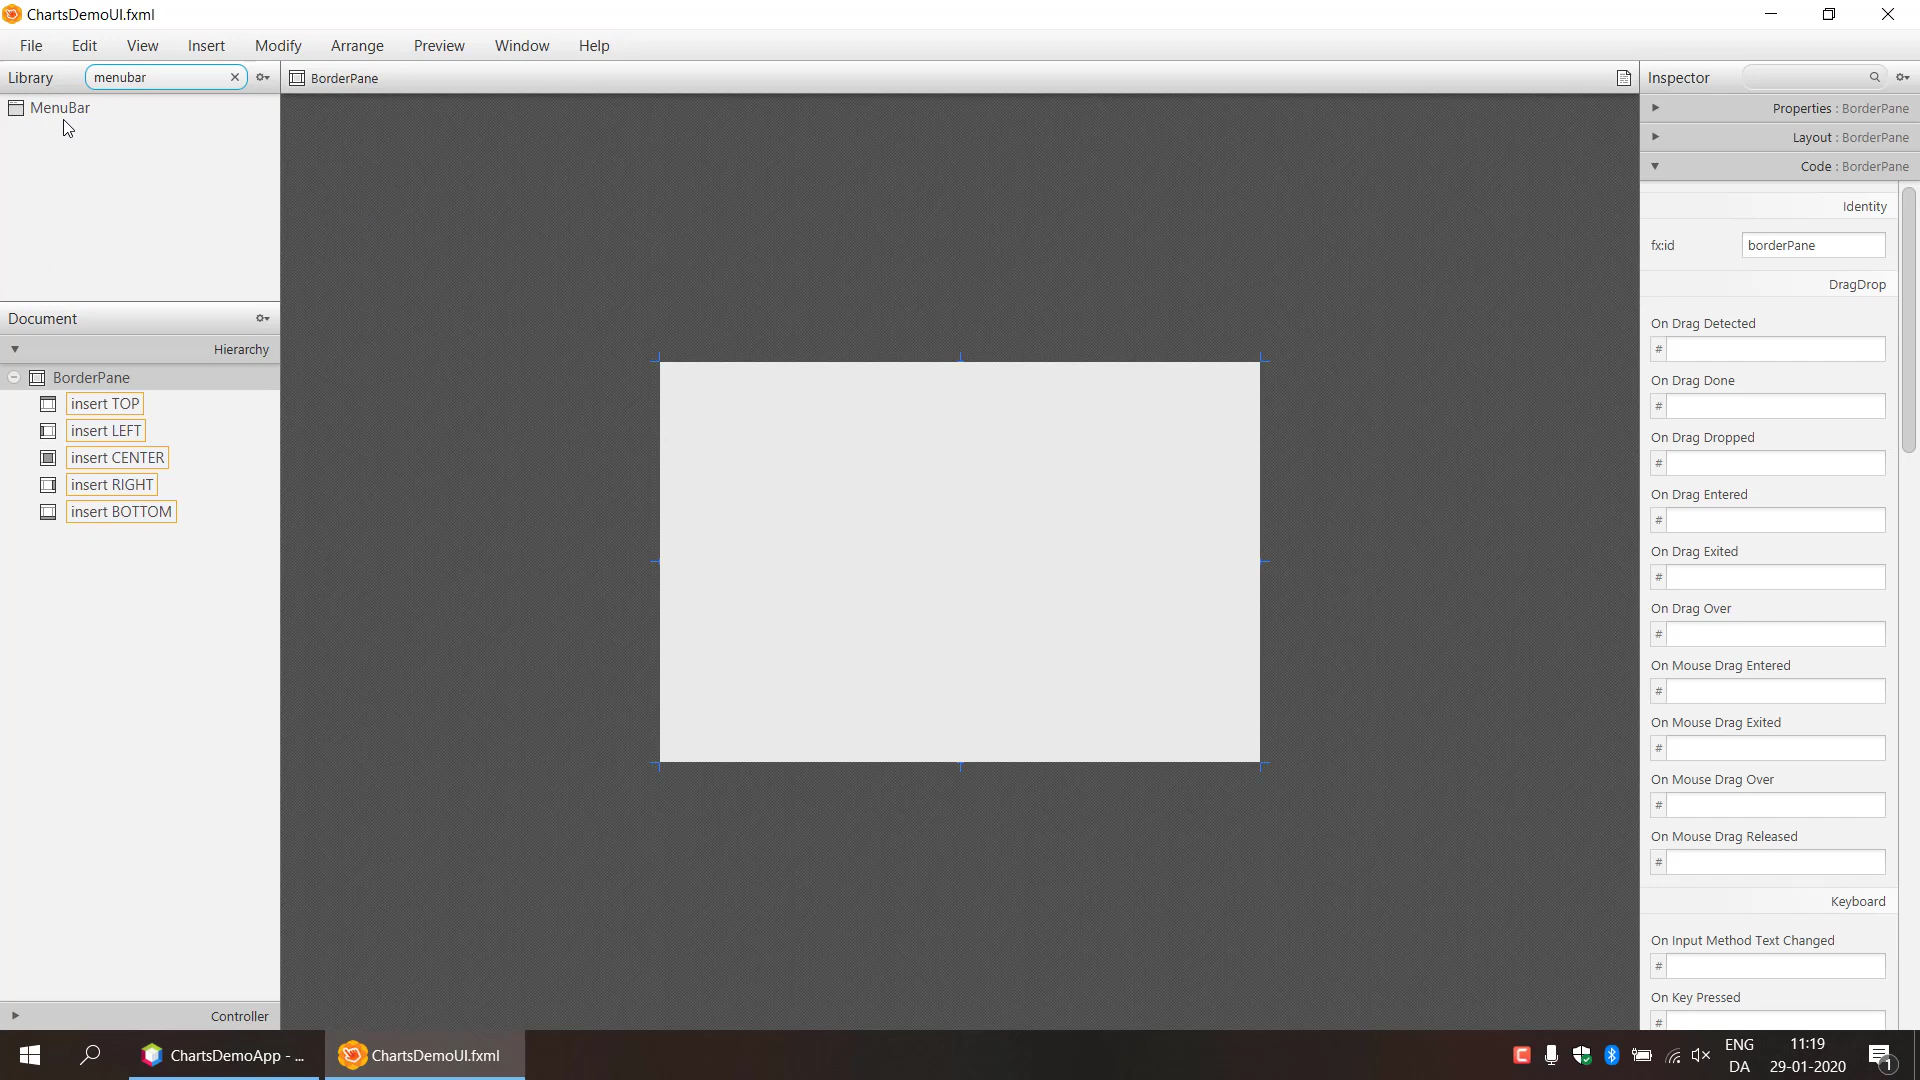 ChartsDemoUI.fxml
File Edit View Insert Modify Arrange Preview Window Help
Library
menubar
BorderPane
Inspector
MenuBar
Properties : BorderPane
Layout : BorderPane
Code : BorderPane
Identity
fx:id
borderPane
DragDrop
Document
Hierarchy
BorderPane
insert TOP
insert LEFT
insert CENTER
insert RIGHT
insert BOTTOM
Controller
On Drag Detected
#
On Drag Done
#
On Drag Dropped
#
On Drag Entered
#
On Drag Exited
#
On Drag Over
#
On Mouse Drag Entered
#
On Mouse Drag Exited
#
On Mouse Drag Over
#
On Mouse Drag Released
#
Keyboard
On Input Method Text Changed
#
On Key Pressed
#
ChartsDemoApp - ...
ChartsDemoUI.fxml
ENG
DA
11:19
29-01-2020
1